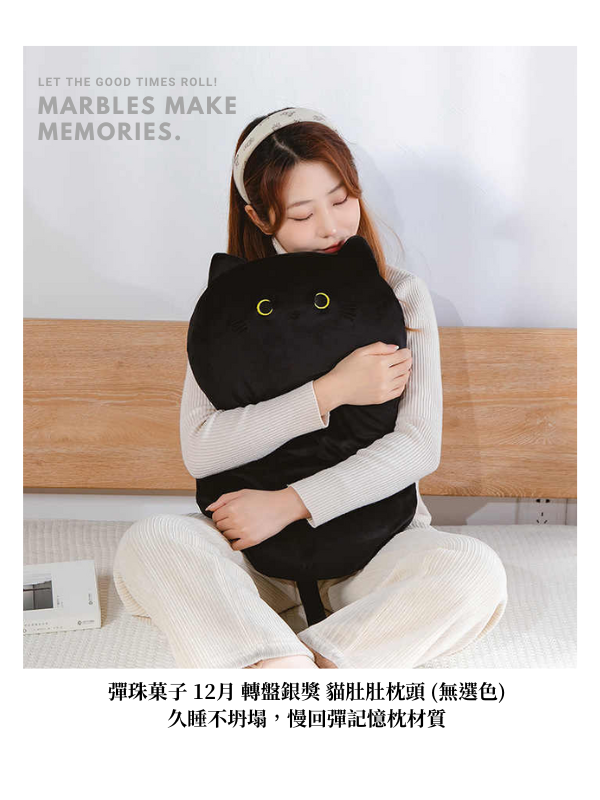 LET THE GOOD TIMES ROLL!
MARBLES MAKE
MEMORIES.
彈珠菓子 12月 轉盤銀獎 貓肚肚枕頭 (無選色)
久睡不坍塌，慢回彈記憶枕材質